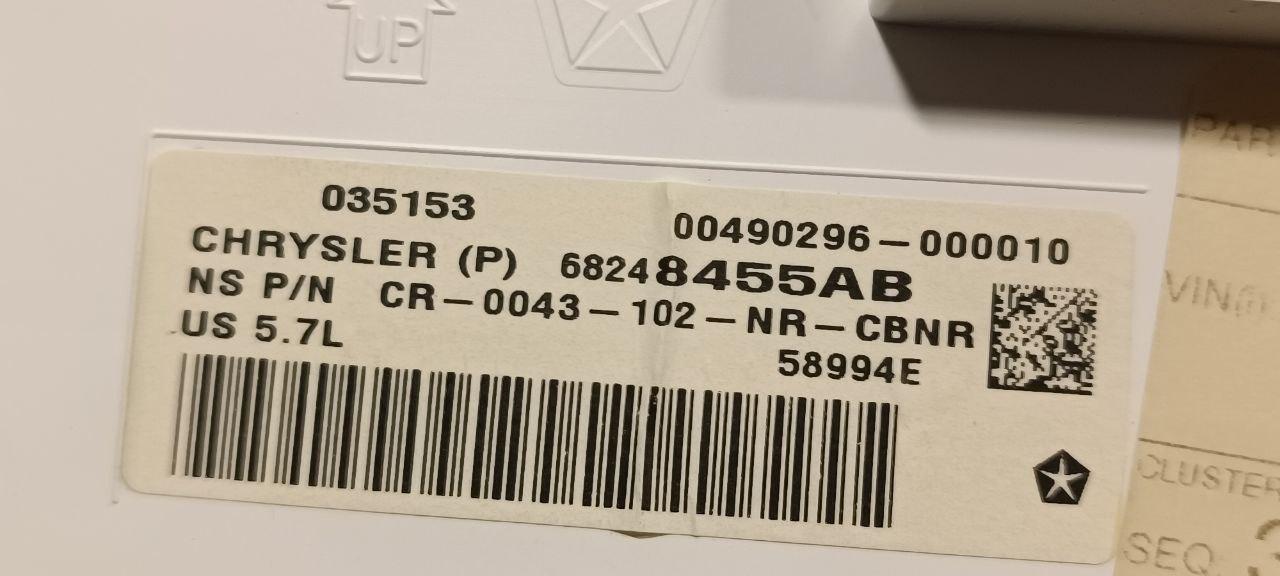 UP
035153
00490296-000010
CHRYSLER (P) 68248455AB
NS P/N CR-0043-102-NR-CBNR
US 5.7L
58994E
PAR
VIN
CLUSTER
SEQ